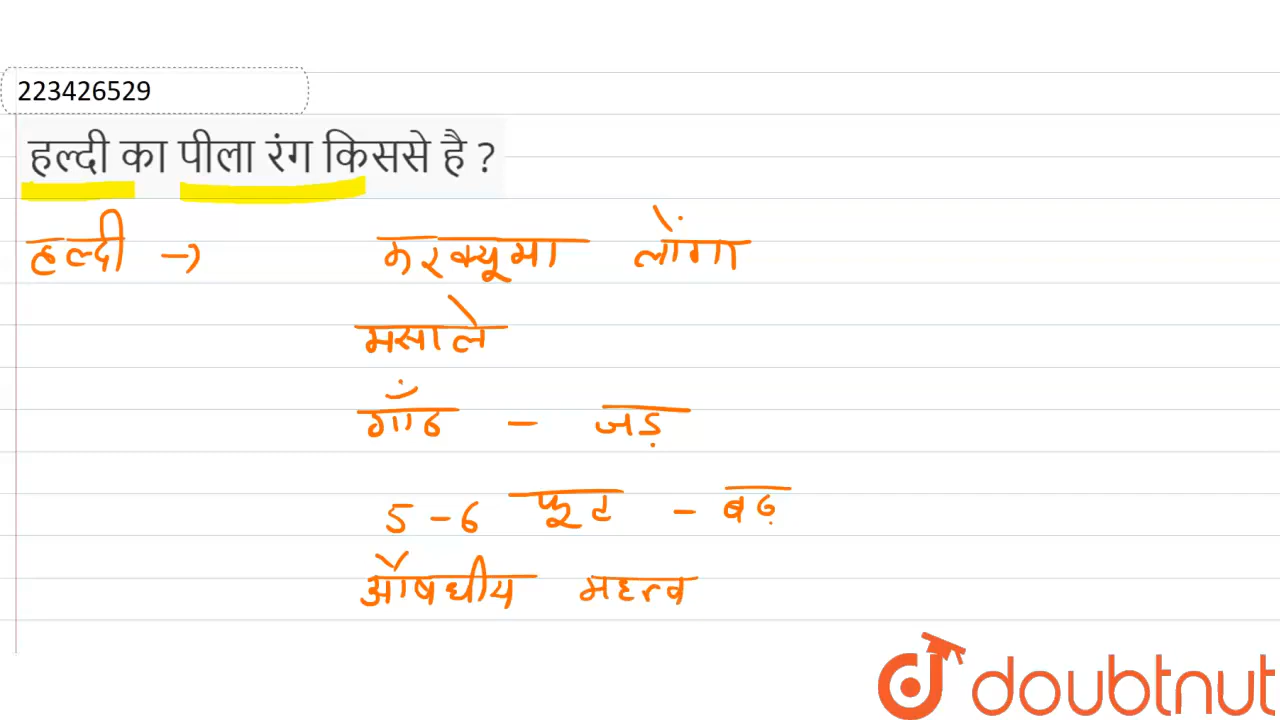 223426529
हल्दी का पीला रंग किससे है ?
हल्दी → करक्यूमा लोंगा
मसाले
गाँठ - जड़
5-6 फूट - बढ़
औषधीय महत्व
doubtnut